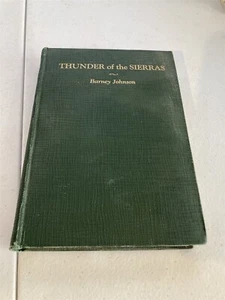 THUNDER of the SIERRAS
Barney Johnson